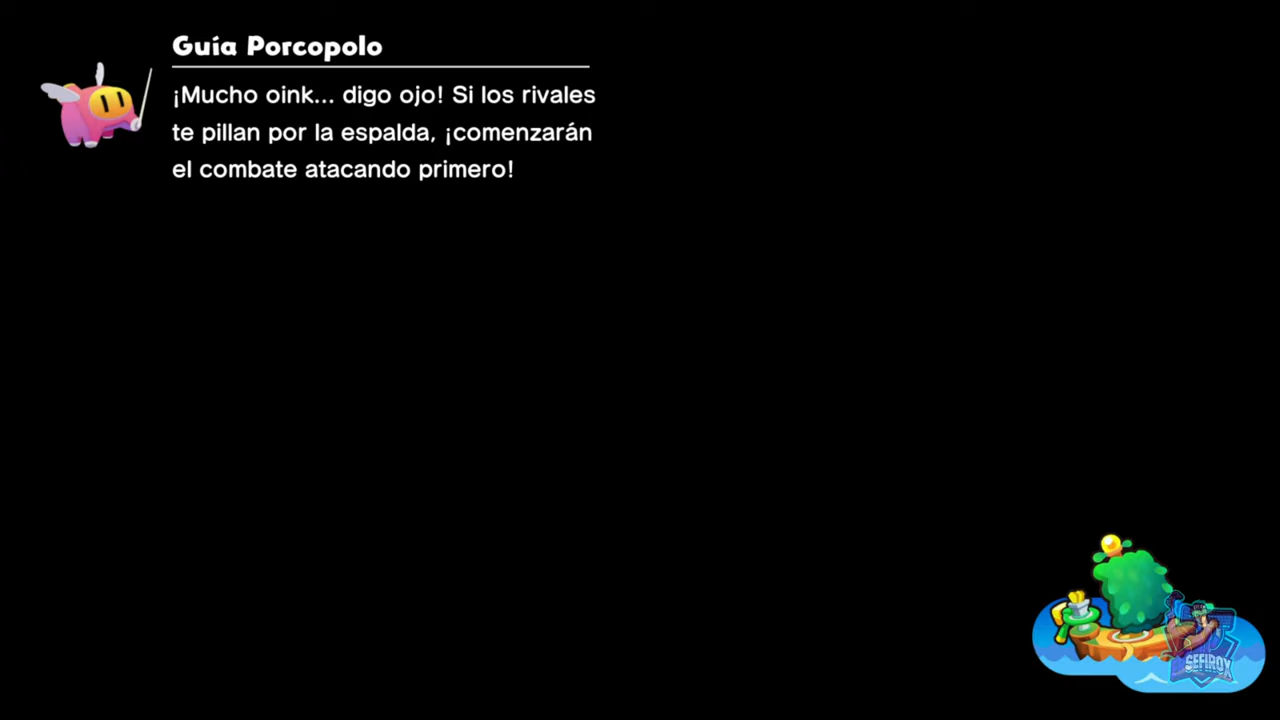 Guía Porcopolo
¡Mucho oink... digo ojo! Si los rivales
te pillan por la espalda, ¡comenzarán
el combate atacando primero!
SEFIROX